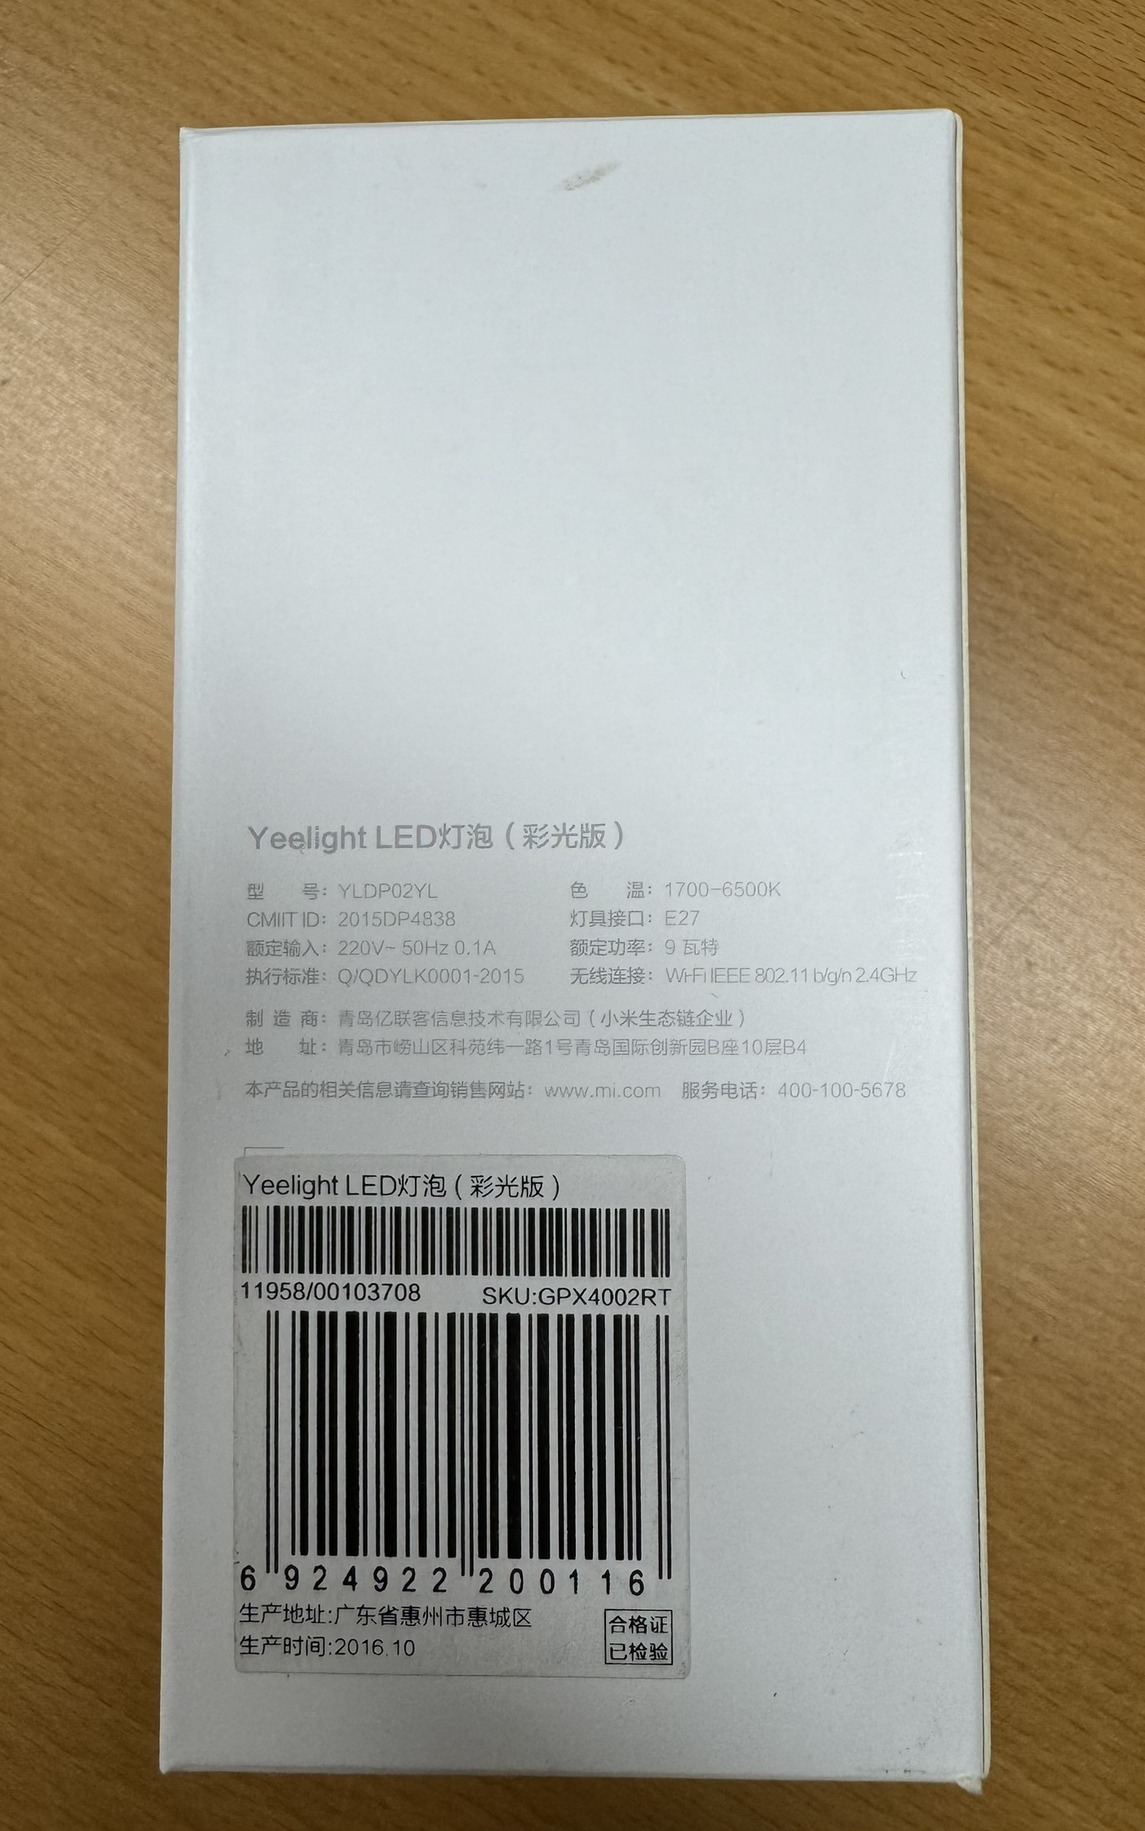 Yeelight LED灯泡（彩光版）
型 号：YLDP02YL 色 温：1700-6500K
CMIIT ID：2015DP4838 灯具接口：E27
额定输入：220V~ 50Hz 0.1A 额定功率：9 瓦特
执行标准：Q/QDYLK0001-2015 无线连接：Wi-Fi IEEE 802.11 b/g/n 2.4GHz
制 造 商：青岛亿联客信息技术有限公司（小米生态链企业）
地 址：青岛市崂山区科苑纬一路1号青岛国际创新园B座10层B4
本产品的相关信息请查询销售网站：www.mi.com 服务电话：400-100-5678
Yeelight LED灯泡（彩光版）
11958/00103708 SKU:GPX4002RT
6 924922 200116
生产地址:广东省惠州市惠城区
生产时间:2016.10
合格证
已检验